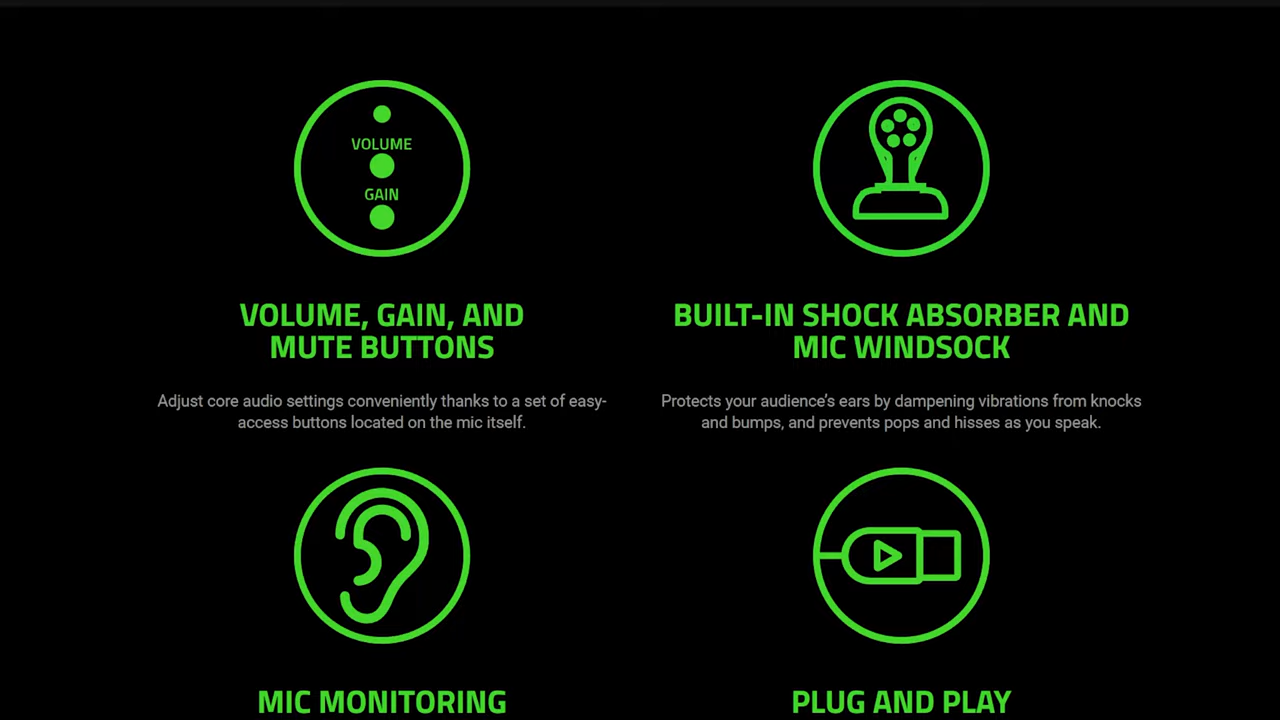 VOLUME
GAIN
VOLUME, GAIN, AND
MUTE BUTTONS
Adjust core audio settings conveniently thanks to a set of easy-
access buttons located on the mic itself.
BUILT-IN SHOCK ABSORBER AND
MIC WINDSOCK
Protects your audience's ears by dampening vibrations from knocks
and bumps, and prevents pops and hisses as you speak.
MIC MONITORING
PLUG AND PLAY